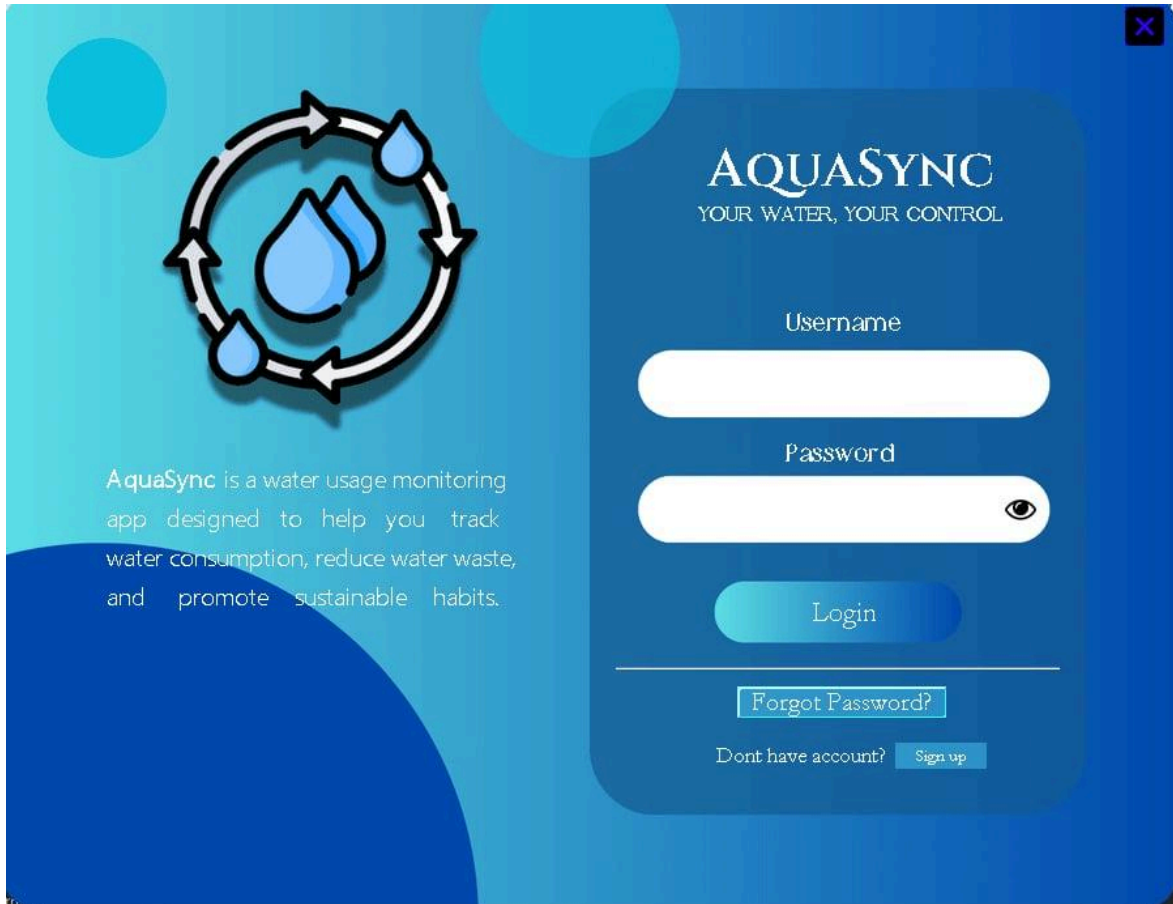 AquaSync is a water usage monitoring
app designed to help you track
water consumption, reduce water waste,
and promote sustainable habits.
AQUASYNC
YOUR WATER, YOUR CONTROL
Username
Password
Login
Forgot Password?
Dont have account? Sign up